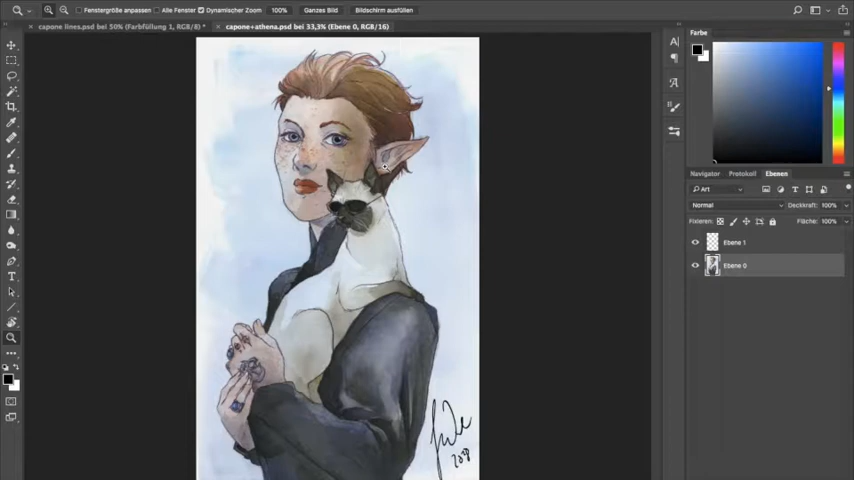 Fenstergröße anpassen Alle Fenster Dynamischer Zoom 100% Ganzes Bild Bildschirm ausfüllen
capone lines.psd bei 50% (Farbfüllung 1, RGB/8) * × capone+athena.psd bei 33,3% (Ebene 0, RGB/16)
Farbe
Navigator Protokoll Ebenen
Art
Normal Deckkraft: 100%
Fixieren: Fläche: 100%
Ebene 1
Ebene 0